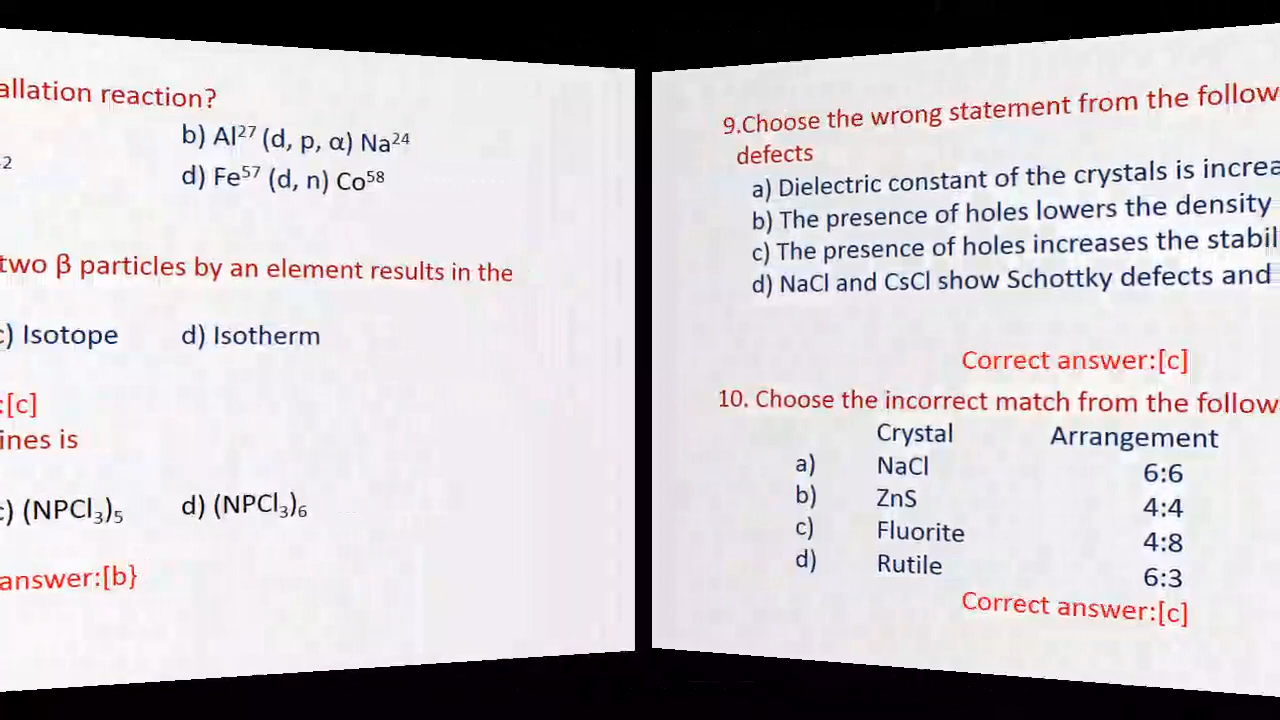 allation reaction?
b) Al²⁷ (d, p, α) Na²⁴
2
d) Fe⁵⁷ (d, n) Co⁵⁸
two β particles by an element results in the
c) Isotope d) Isotherm
:[c]
ines is
c) (NPCl₃)₅ d) (NPCl₃)₆
answer:[b}
9.Choose the wrong statement from the follow
defects
a) Dielectric constant of the crystals is increa
b) The presence of holes lowers the density
c) The presence of holes increases the stabil
d) NaCl and CsCl show Schottky defects and
Correct answer:[c]
10. Choose the incorrect match from the follow
Crystal Arrangement
a) NaCl 6:6
b) ZnS 4:4
c) Fluorite 4:8
d) Rutile 6:3
Correct answer:[c]